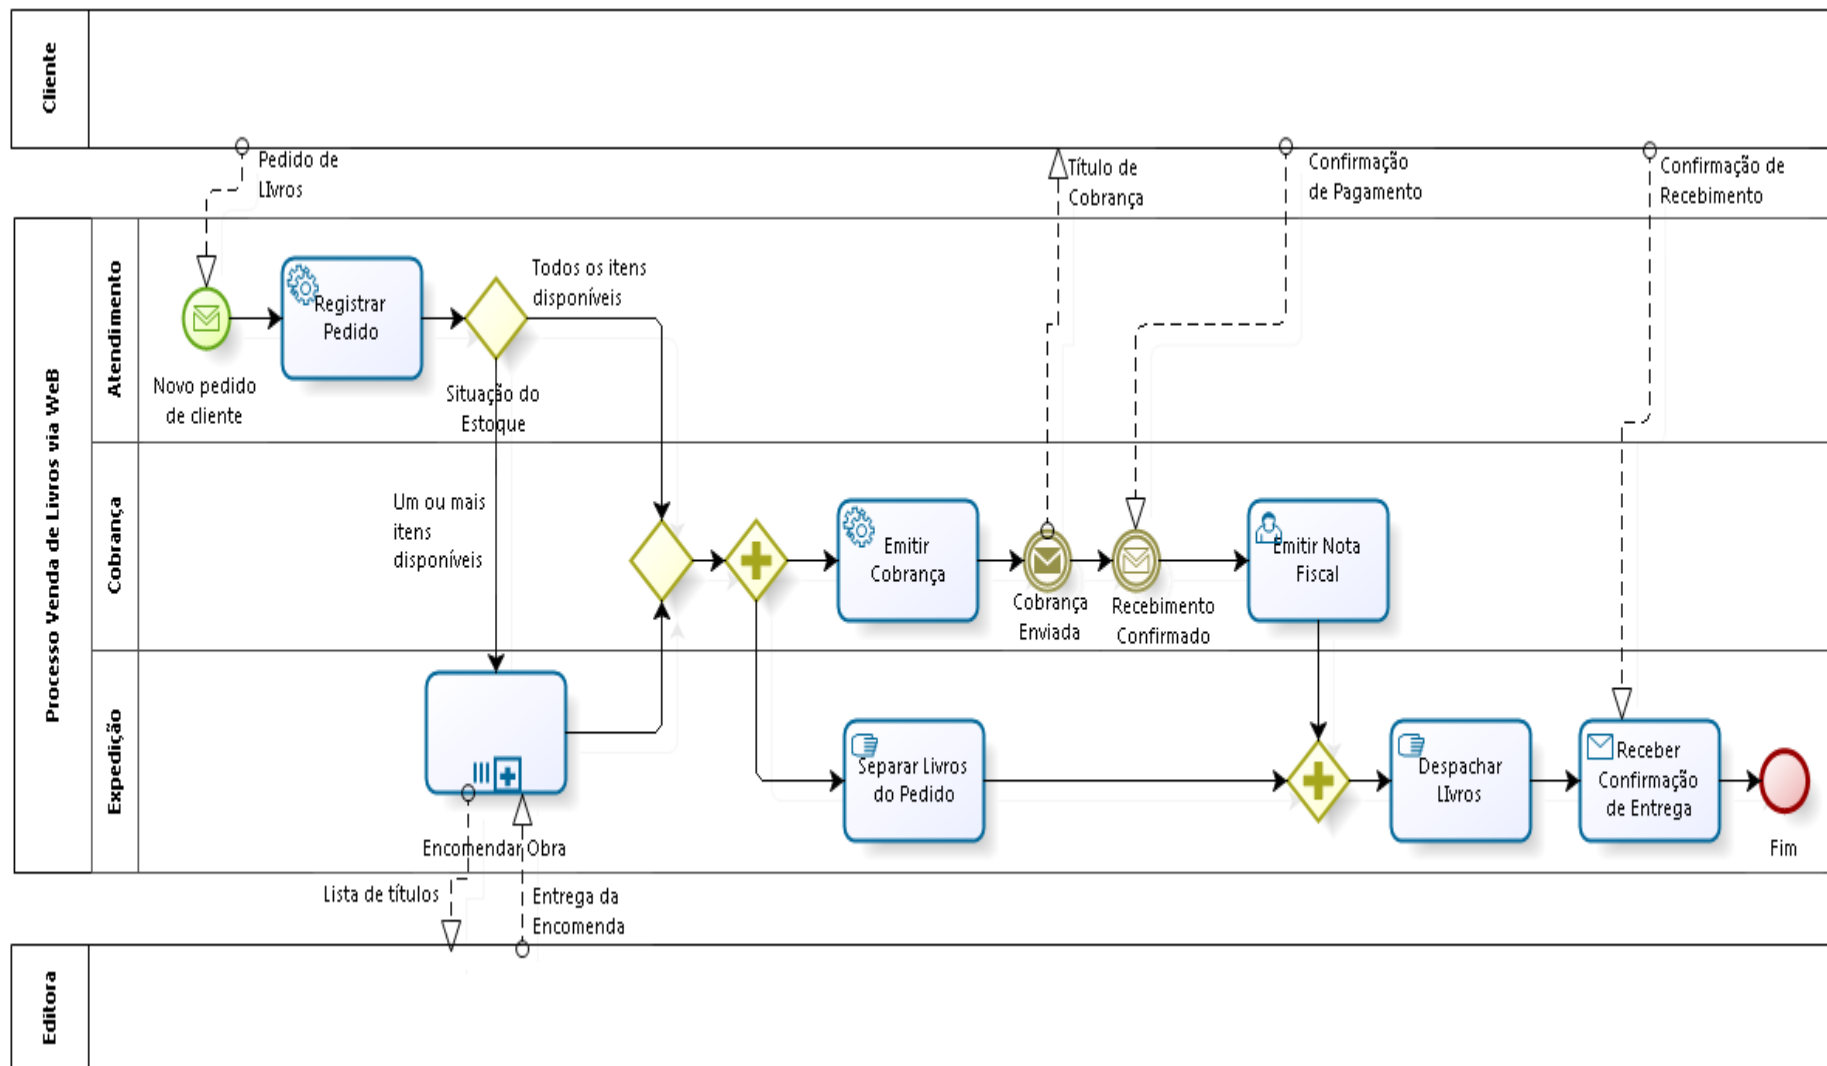 Cliente
Pedido de
LIvros
Título de
Cobrança
Confirmação
de Pagamento
Confirmação de
Recebimento
Processo Venda de Livros via WeB
Atendimento
Novo pedido
de cliente
Registrar
Pedido
Situação do
Estoque
Todos os itens
disponíveis
Cobrança
Um ou mais
itens
disponíveis
Emitir
Cobrança
Cobrança
Enviada
Recebimento
Confirmado
Emitir Nota
Fiscal
Expedição
Encomendar Obra
Separar Livros
do Pedido
Despachar
LIvros
Receber
Confirmação
de Entrega
Fim
Lista de títulos
Entrega da
Encomenda
Editora